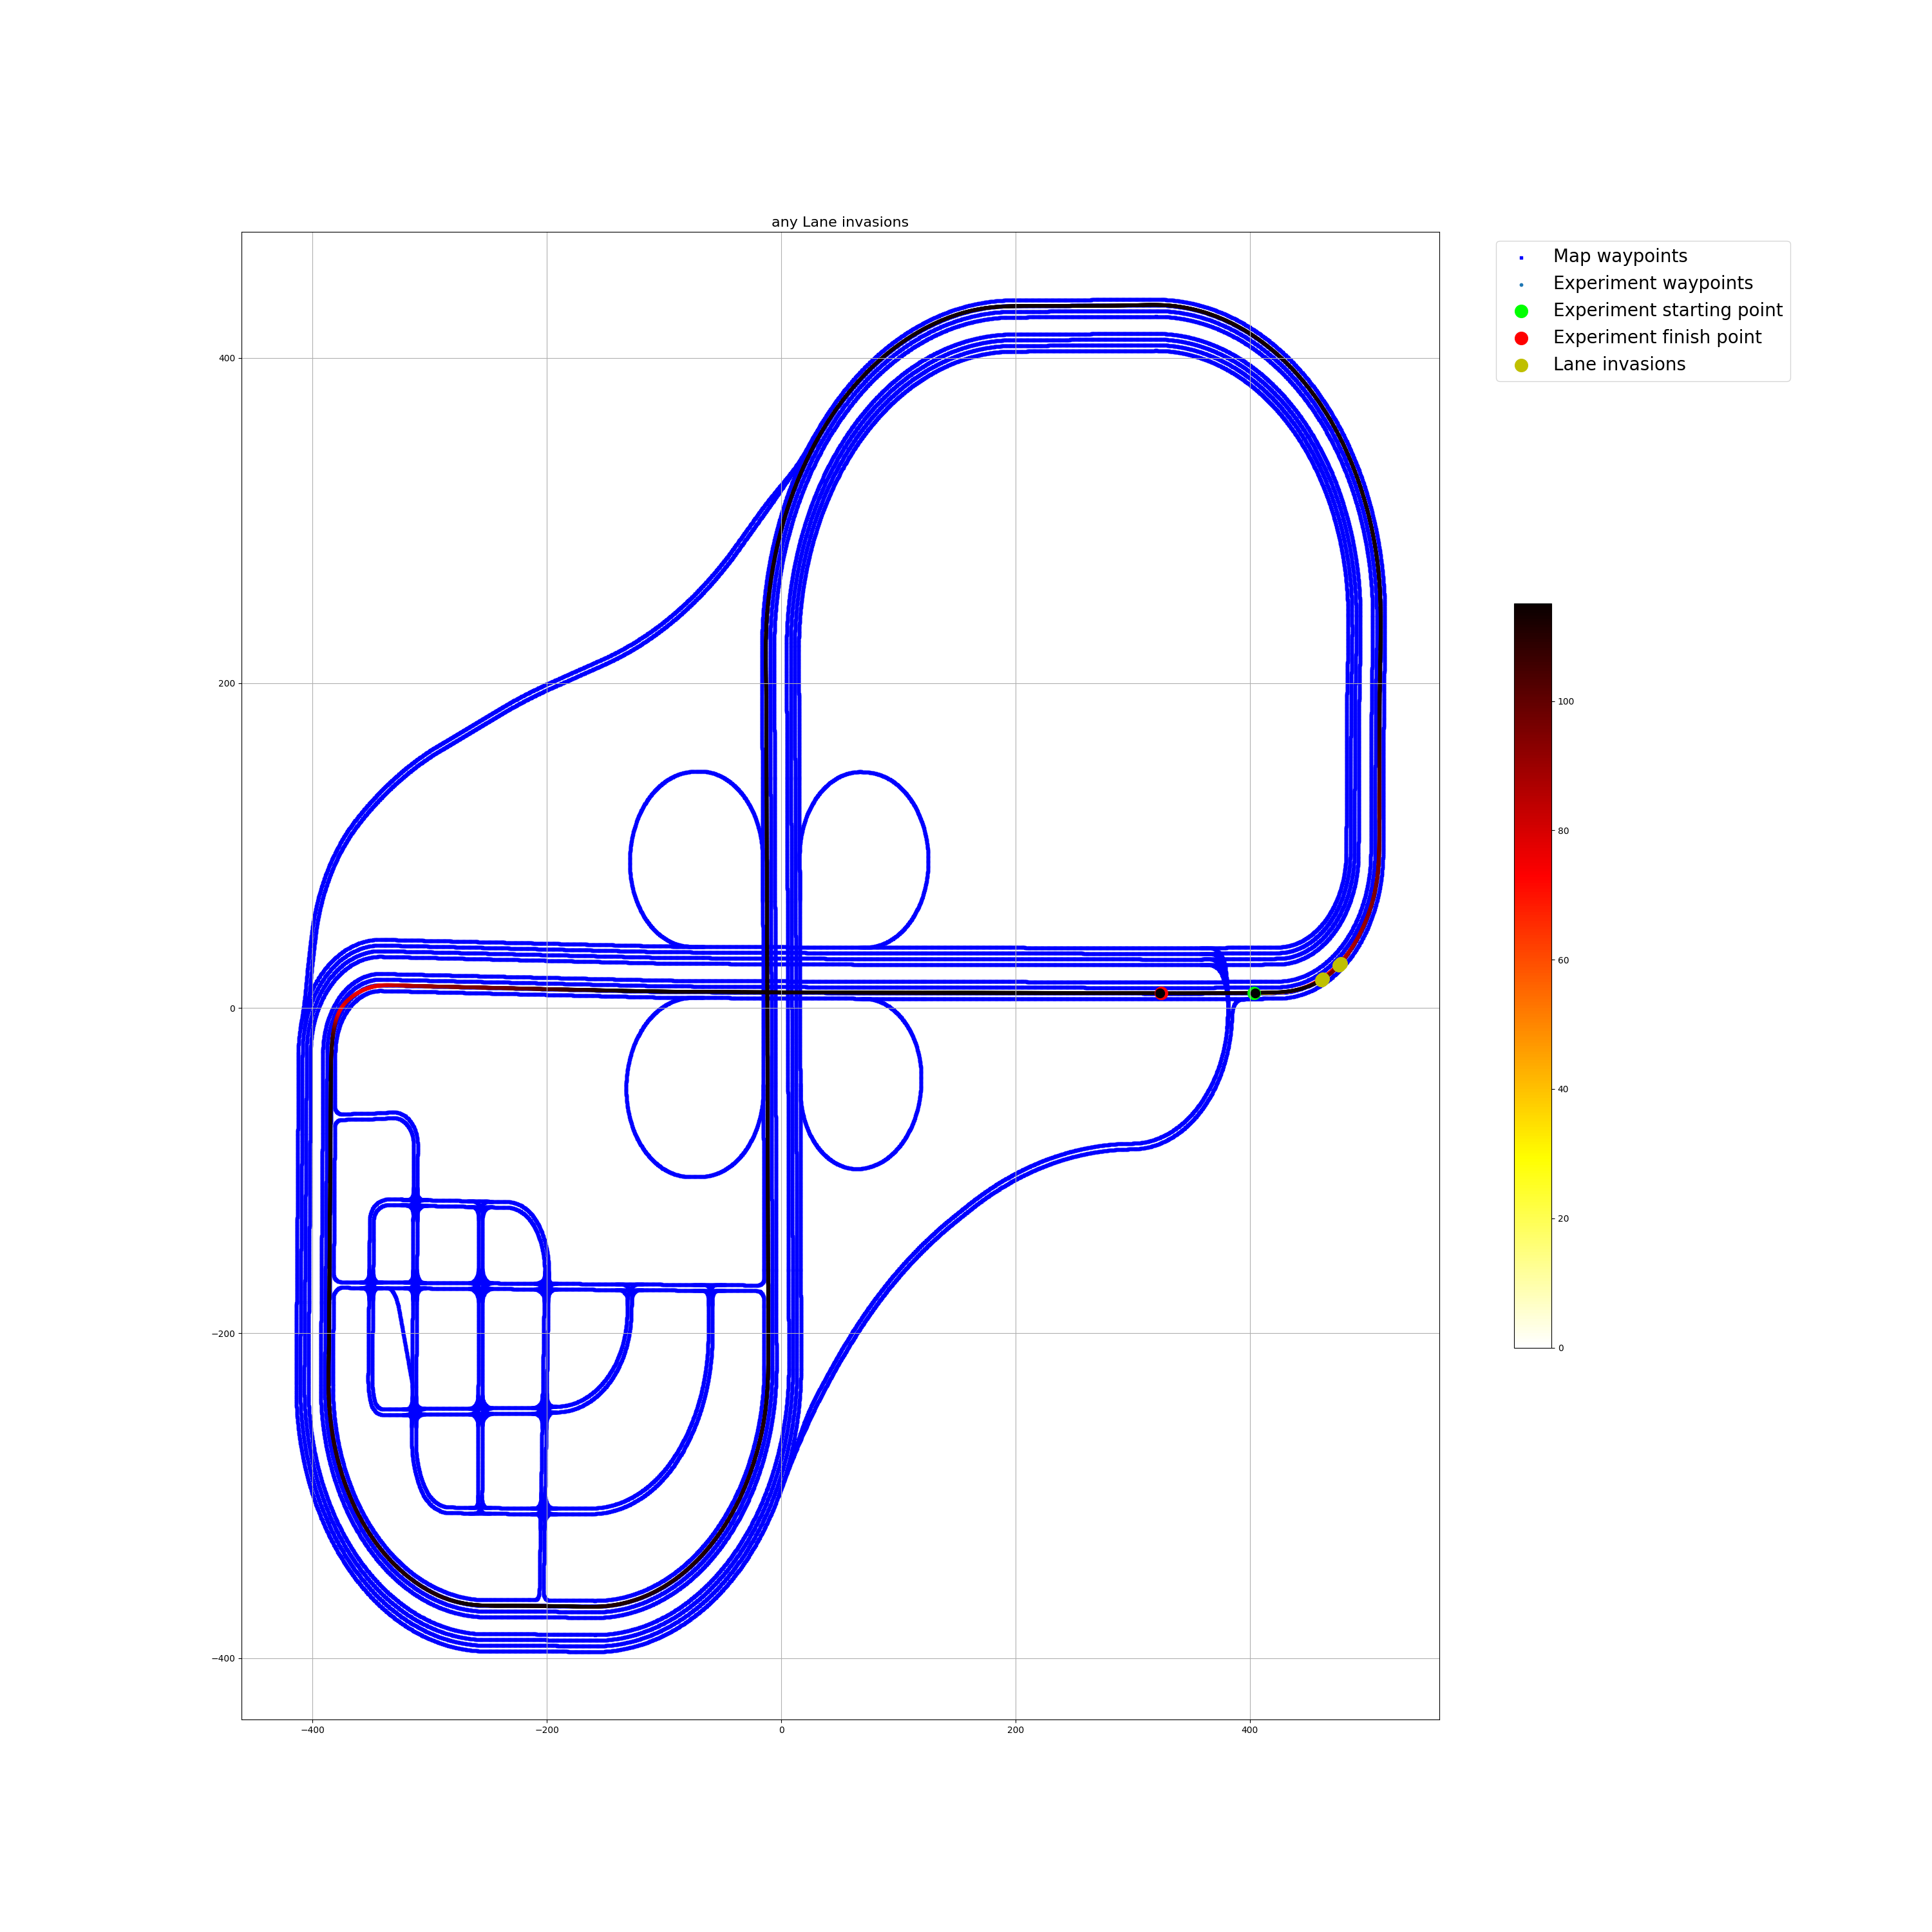 any Lane invasions
Map waypoints
Experiment waypoints
Experiment starting point
Experiment finish point
Lane invasions
400
200
0
−200
−400
−400
−200
0
200
400
100
80
60
40
20
0